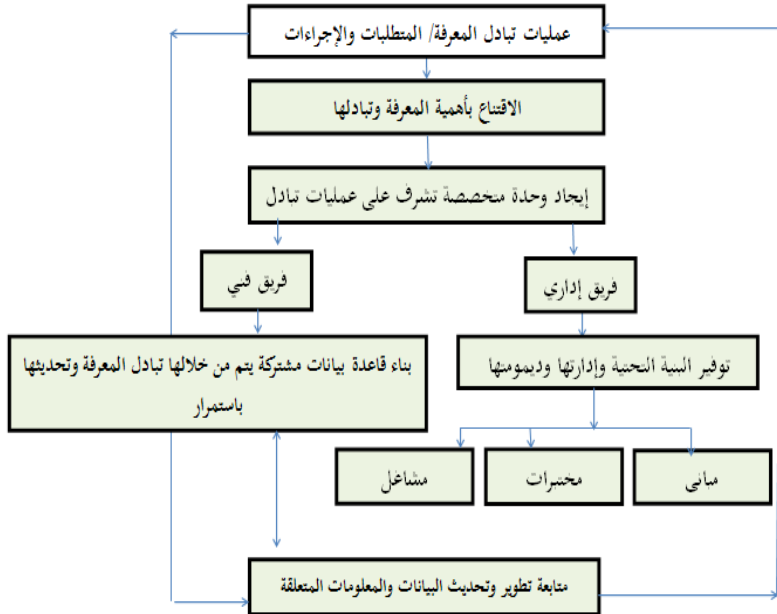 عمليات تبادل المعرفة/ المتطلبات والإجراءات
الاقتناع بأهمية المعرفة وتبادلها
إيجاد وحدة متخصصة تشرف على عمليات تبادل
فريق إداري
فريق فني
توفير البنية التحتية وإدارتها وديمومتها
بناء قاعدة بيانات مشتركة يتم من خلالها تبادل المعرفة وتحديثها
باستمرار
مباني
مختبرات
مشاغل
متابعة تطوير وتحديث البيانات والمعلومات المتعلقة